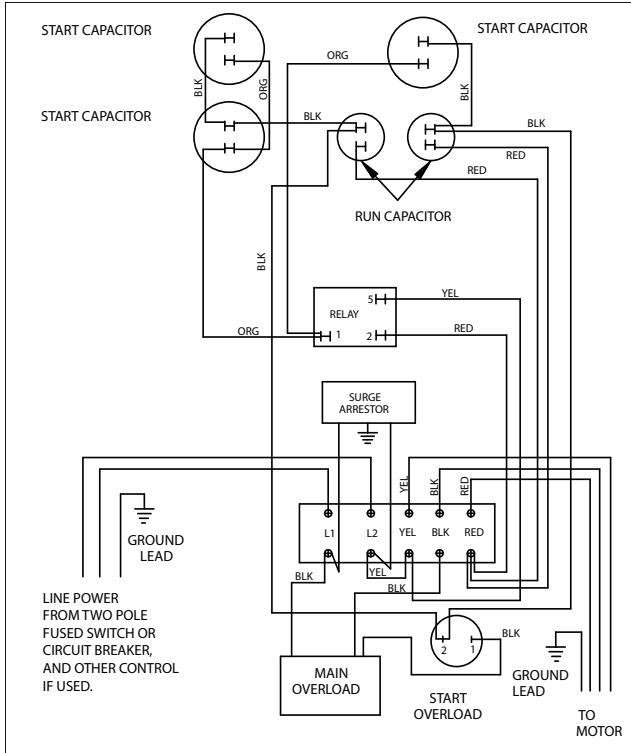 START CAPACITOR
START CAPACITOR
ORG
BLK
ORG
BLK
START CAPACITOR
BLK
BLK
RED
RED
RUN CAPACITOR
BLK
5
YEL
RELAY
ORG
1
2
RED
SURGE
ARRESTOR
YEL
BLK
RED
L1
L2
YEL
BLK
RED
GROUND
LEAD
BLK
YEL
BLK
LINE POWER
FROM TWO POLE
FUSED SWITCH OR
CIRCUIT BREAKER,
AND OTHER CONTROL
IF USED.
2
1
BLK
MAIN
OVERLOAD
START
OVERLOAD
GROUND
LEAD
TO
MOTOR